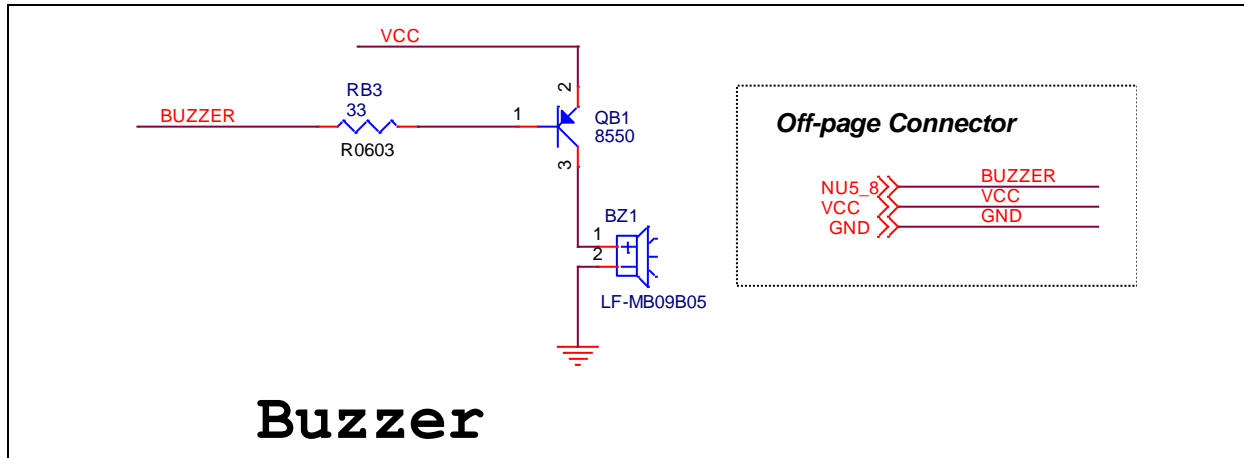 VCC
RB3
33
R0603
BUZZER
1
2
3
QB1
8550
BZ1
1
2
LF-MB09B05
Off-page Connector
NU5_8 BUZZER
VCC VCC
GND GND
Buzzer